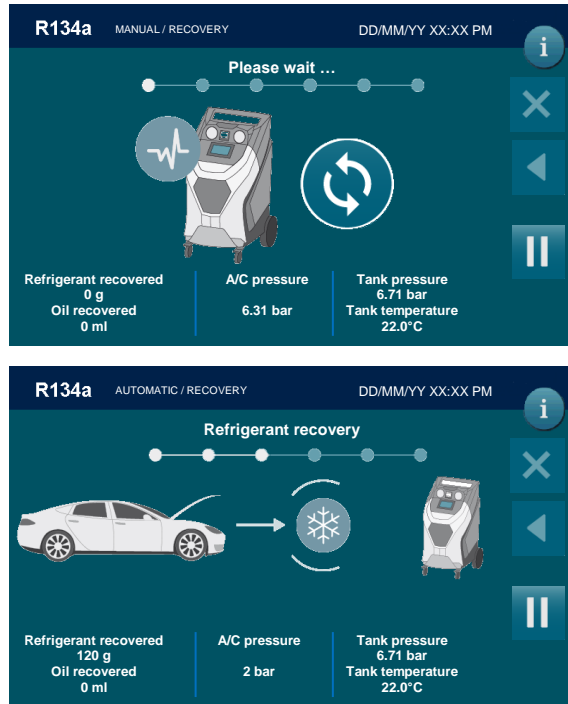 R134a MANUAL / RECOVERY DD/MM/YY XX:XX PM
i
Please wait ...
Refrigerant recovered A/C pressure Tank pressure
0 g 6.71 bar
Oil recovered 6.31 bar Tank temperature
0 ml 22.0°C
R134a AUTOMATIC / RECOVERY DD/MM/YY XX:XX PM
i
Refrigerant recovery
Refrigerant recovered A/C pressure Tank pressure
120 g 6.71 bar
Oil recovered 2 bar Tank temperature
0 ml 22.0°C